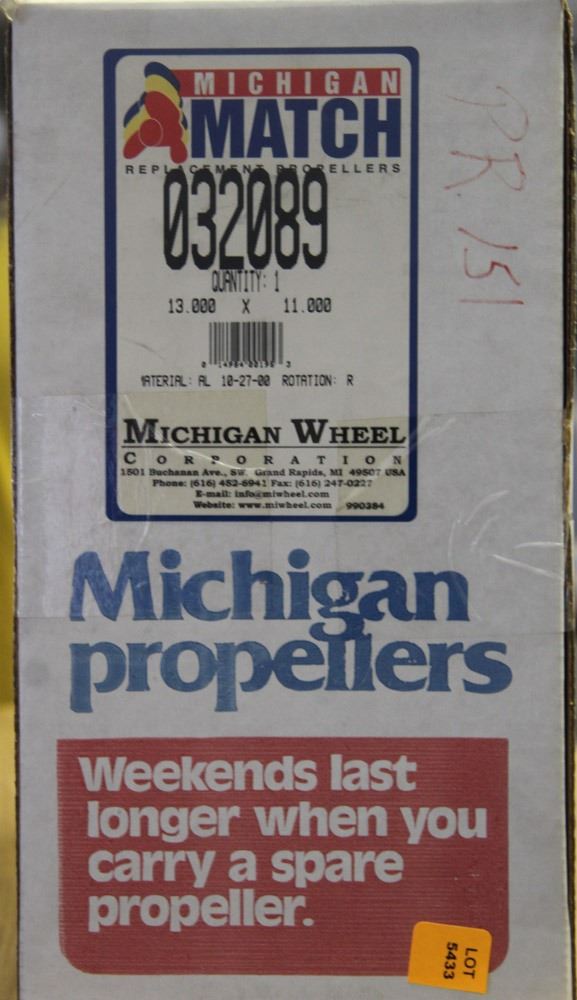 MICHIGAN
MATCH
REPLACEMENT PROPELLERS
032089
QUANTITY: 1
13.000 X 11.000
MATERIAL: AL 10-27-00 ROTATION: R
MICHIGAN WHEEL
CORPORATION
1501 Buchanan Ave., SW. Grand Rapids, MI 49507 USA
Phone: (616) 452-6941 Fax: (616) 247-0227
E-mail: info@miwheel.com
Website: www.miwheel.com 990384
PR. 151
Michigan
propellers
Weekends last
longer when you
carry a spare
propeller.
LOT
5433